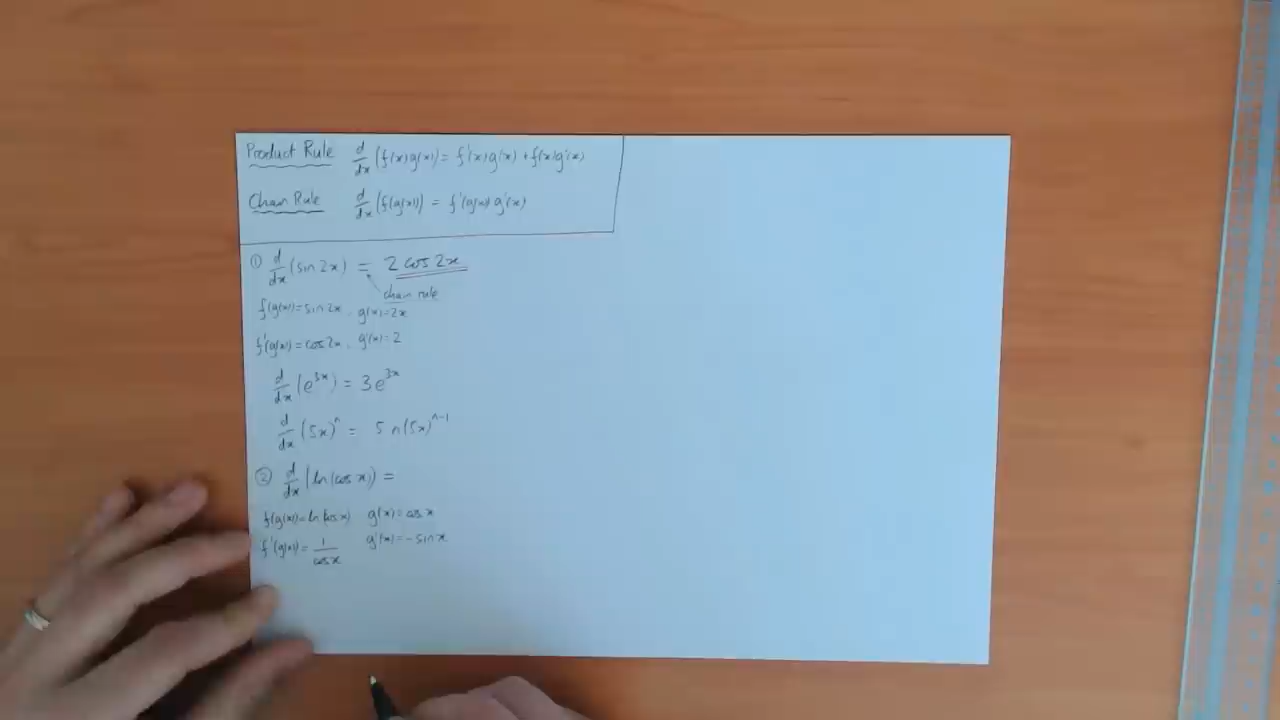 Product Rule d/dx (f(x)g(x)) = f'(x)g(x) + f(x)g'(x)
Chain Rule d/dx (f(g(x))) = f'(g(x)) g'(x)
① d/dx (sin 2x) = 2 cos 2x
chain rule
f(g(x)) = sin 2x, g(x) = 2x
f'(g(x)) = cos 2x, g'(x) = 2
d/dx (e^3x) = 3e^3x
d/dx (5x)^n = 5n(5x)^n-1
② d/dx (ln(cos x)) =
f(g(x)) = ln(cos x) g(x) = cos x
f'(g(x)) = 1/cos x g'(x) = -sin x